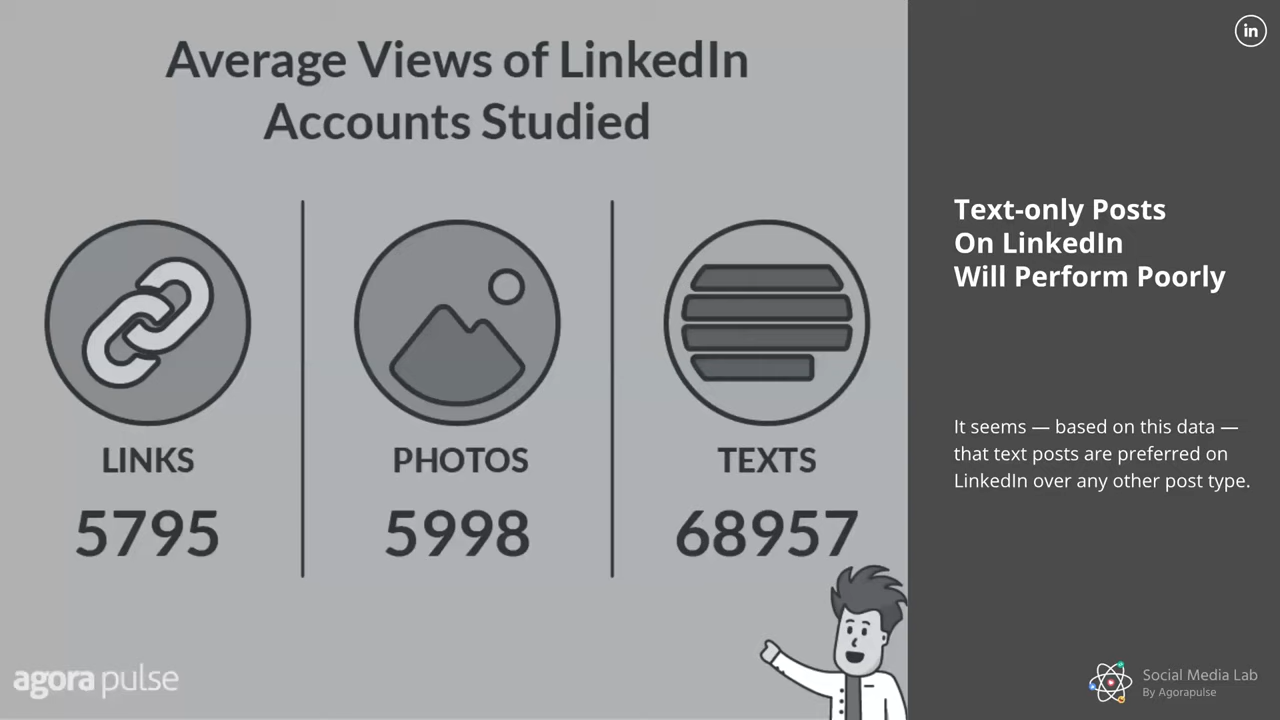 Average Views of LinkedIn
Accounts Studied
LINKS
5795
PHOTOS
5998
TEXTS
68957
agorapulse
in
Text-only Posts
On LinkedIn
Will Perform Poorly
It seems — based on this data —
that text posts are preferred on
LinkedIn over any other post type.
Social Media Lab
By Agorapulse